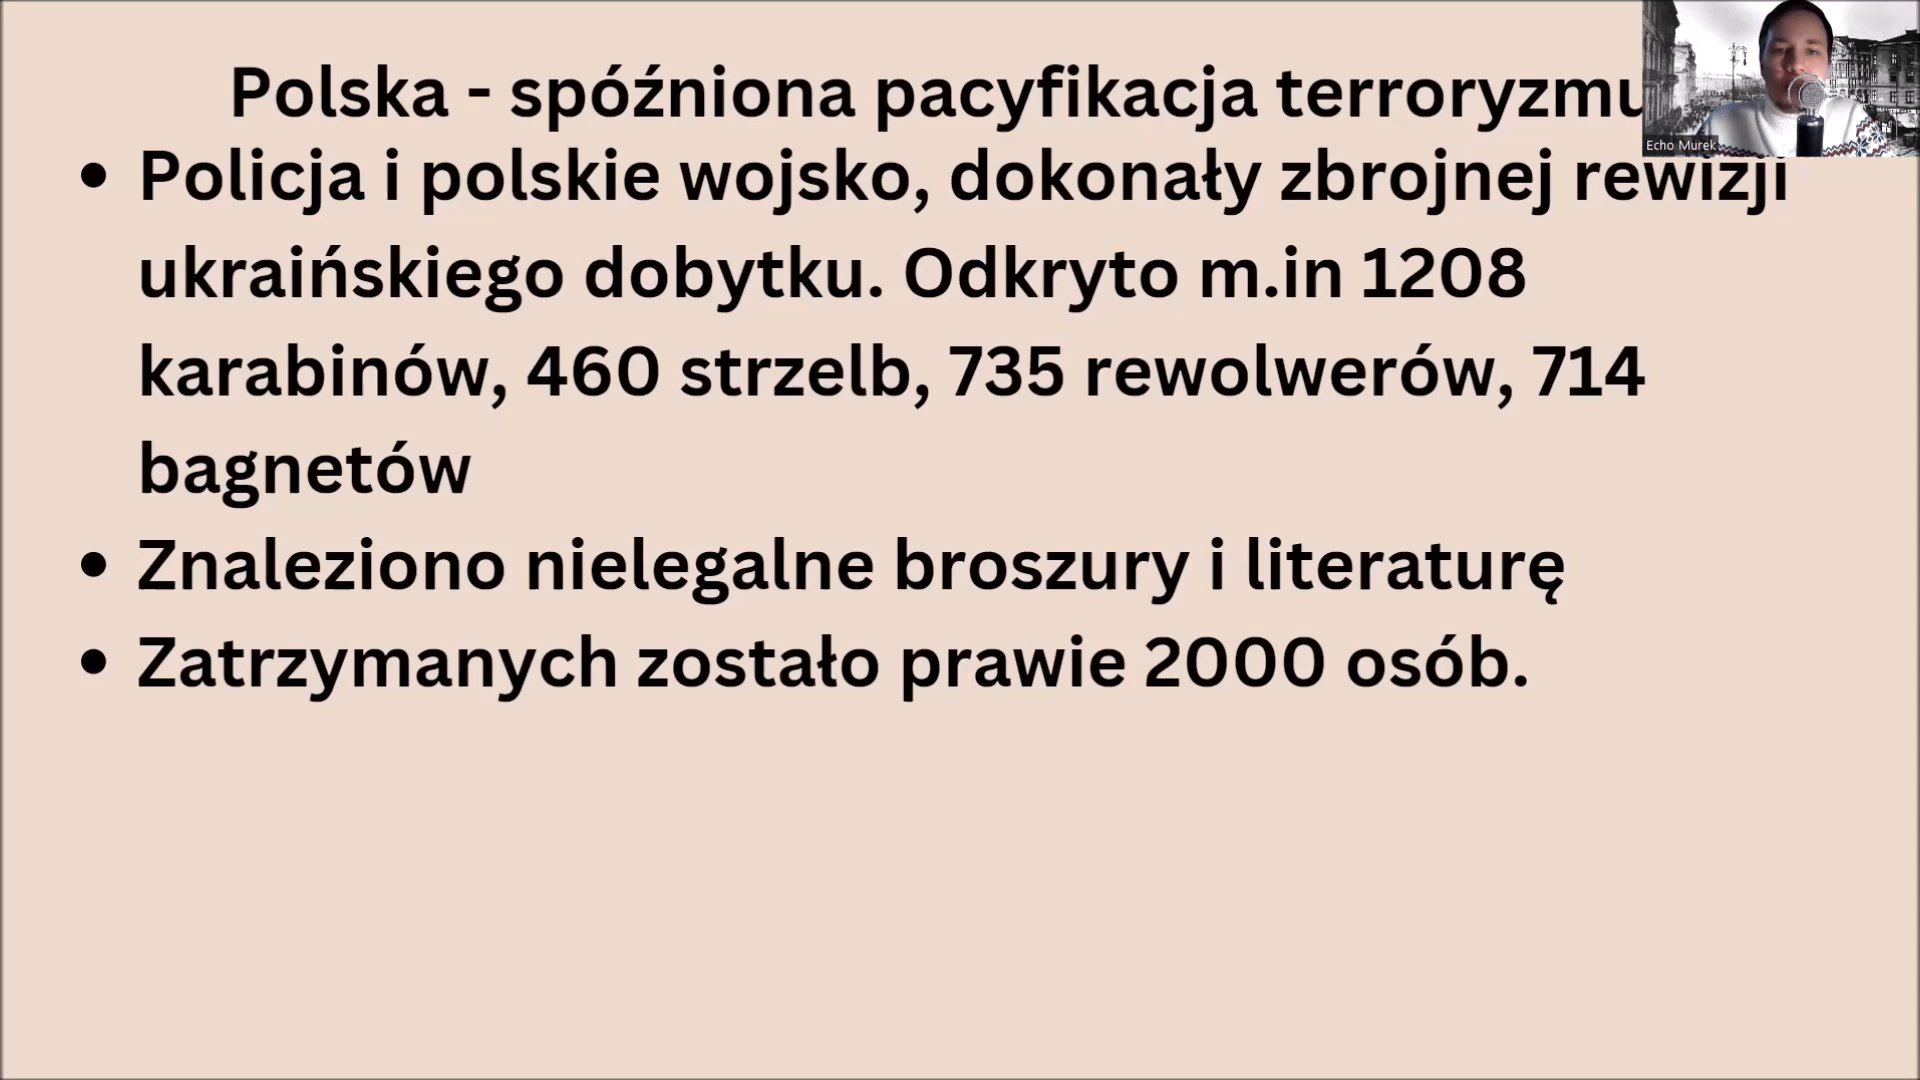 Polska - spóźniona pacyfikacja terroryzmu
Echo Murek
• Policja i polskie wojsko, dokonały zbrojnej rewizji
ukraińskiego dobytku. Odkryto m.in 1208
karabinów, 460 strzelb, 735 rewolwerów, 714
bagnetów
• Znaleziono nielegalne broszury i literaturę
• Zatrzymanych zostało prawie 2000 osób.